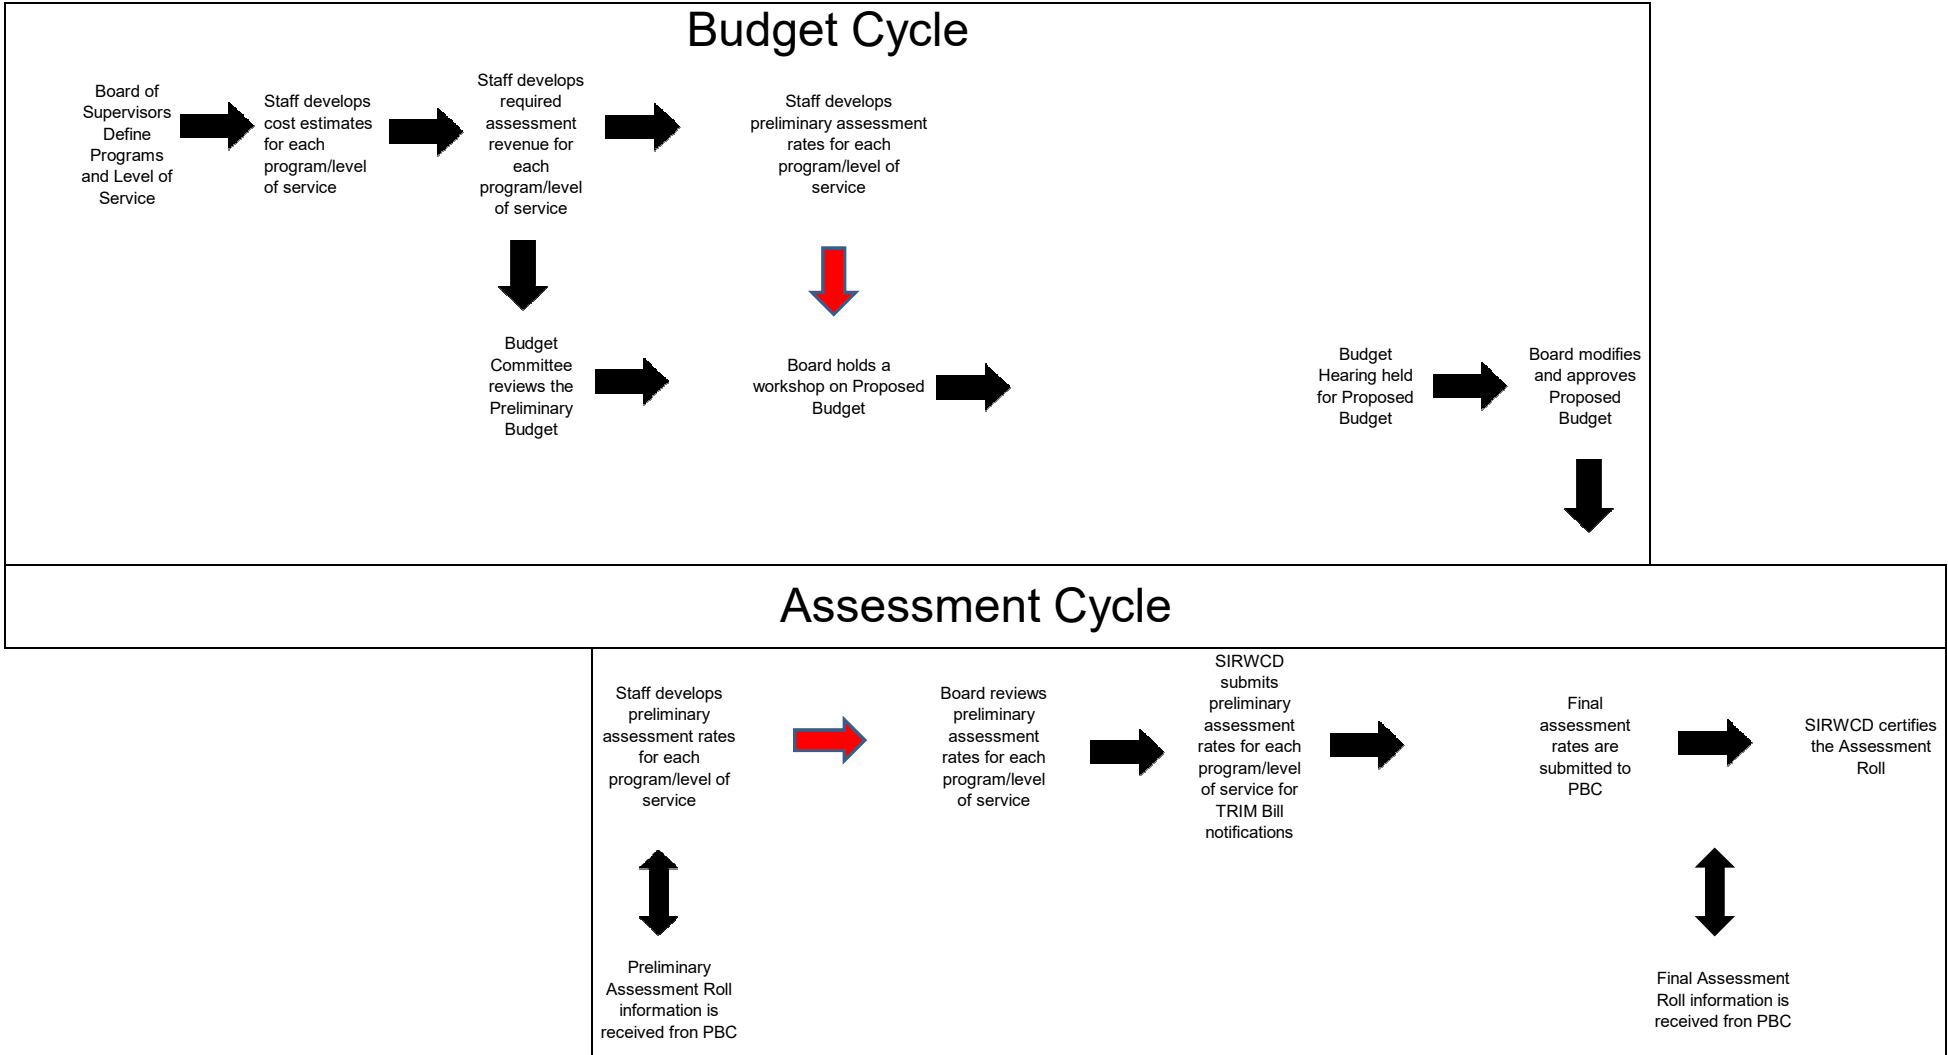 Budget Cycle
Board of
Supervisors
Define
Programs
and Level of
Service
Staff develops
cost estimates
for each
program/level
of service
Staff develops
required
assessment
revenue for
each
program/level
of service
Staff develops
preliminary assessment
rates for each
program/level of
service
Budget
Committee
reviews the
Preliminary
Budget
Board holds a
workshop on Proposed
Budget
Budget
Hearing held
for Proposed
Budget
Board modifies
and approves
Proposed
Budget
Assessment Cycle
Staff develops
preliminary
assessment rates
for each
program/level of
service
Board reviews
preliminary
assessment
rates for each
program/level
of service
SIRWCD
submits
preliminary
assessment
rates for each
program/level
of service for
TRIM Bill
notifications
Final
assessment
rates are
submitted to
PBC
SIRWCD certifies
the Assessment
Roll
Preliminary
Assessment Roll
information is
received fron PBC
Final Assessment
Roll information is
received fron PBC